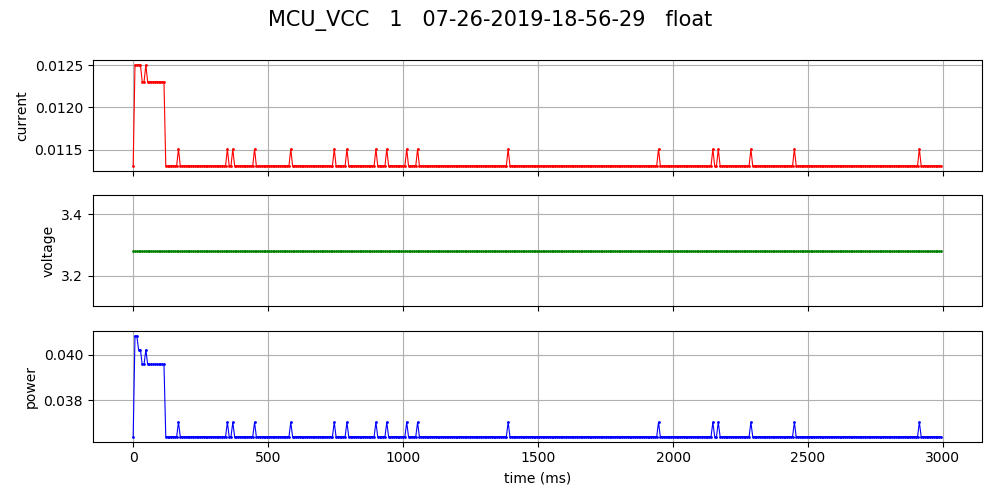 MCU_VCC 1 07-26-2019-18-56-29 float
0.0125
0.0120
0.0115
current
3.4
3.2
voltage
0.040
0.038
power
0 500 1000 1500 2000 2500 3000
time (ms)